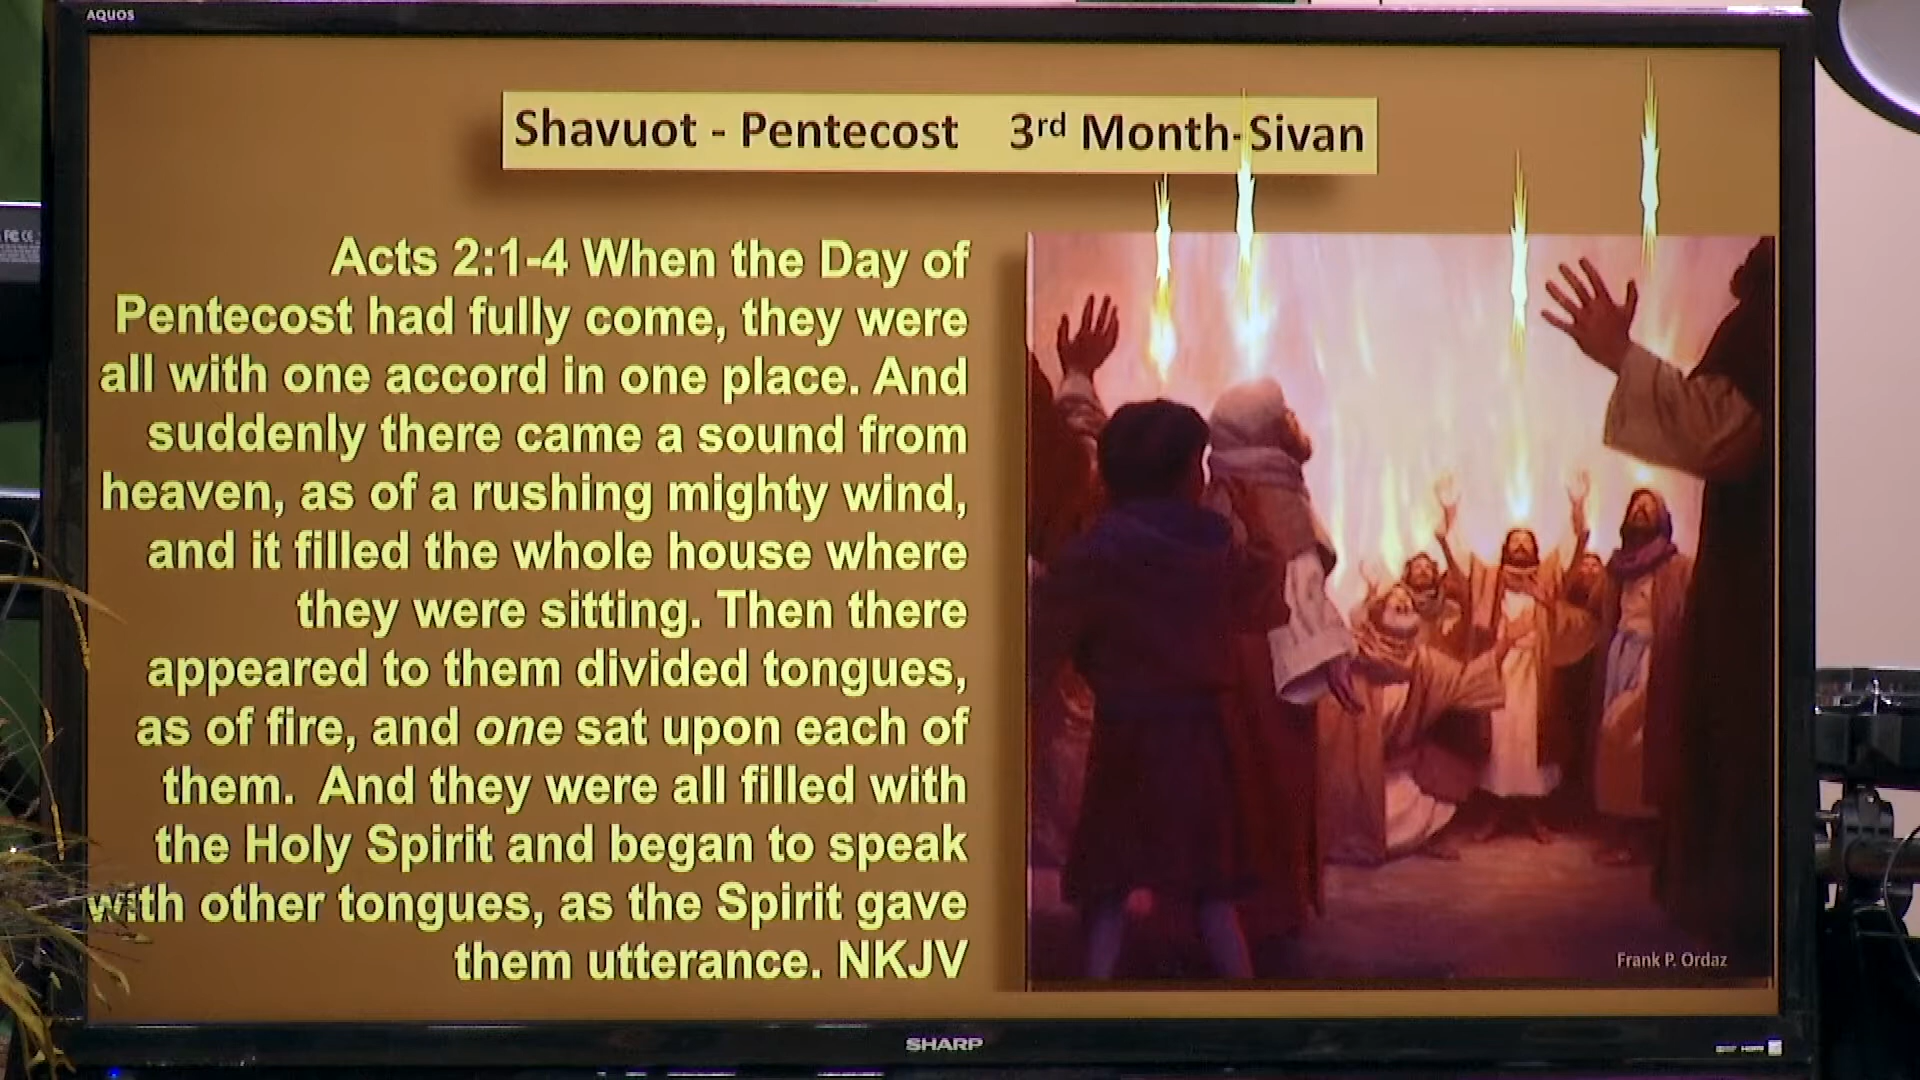 AQUOS
Shavuot - Pentecost 3rd Month-Sivan
Acts 2:1-4 When the Day of
Pentecost had fully come, they were
all with one accord in one place. And
suddenly there came a sound from
heaven, as of a rushing mighty wind,
and it filled the whole house where
they were sitting. Then there
appeared to them divided tongues,
as of fire, and one sat upon each of
them. And they were all filled with
the Holy Spirit and began to speak
with other tongues, as the Spirit gave
them utterance. NKJV
Frank P. Ordaz
SHARP